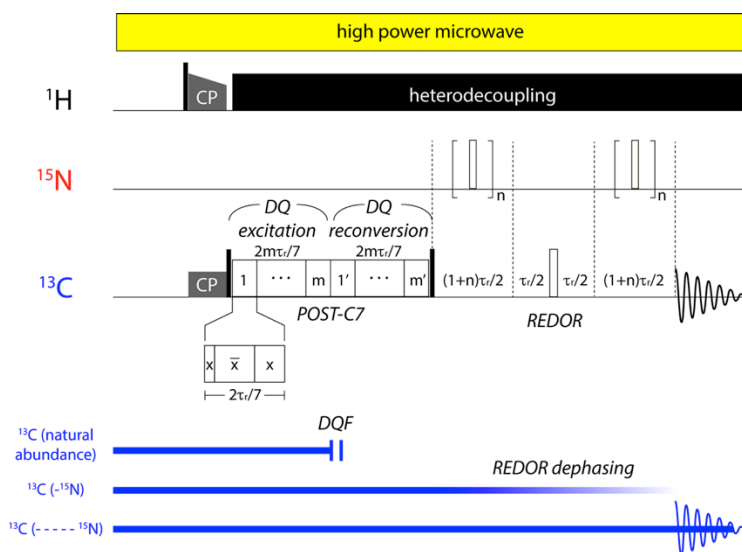 high power microwave
¹H
CP
heterodecoupling
¹⁵N
[ ]n
[ ]n
DQ excitation
DQ reconversion
2mτᵣ/7
2mτᵣ/7
¹³C
1 ... m 1' ... m'
(1+n)τᵣ/2
τᵣ/2
τᵣ/2
(1+n)τᵣ/2
POST-C7
REDOR
x x̄ x
2τᵣ/7
¹³C (natural
abundance)
DQF
REDOR dephasing
¹³C (-¹⁵N)
¹³C (- - - - - ¹⁵N)